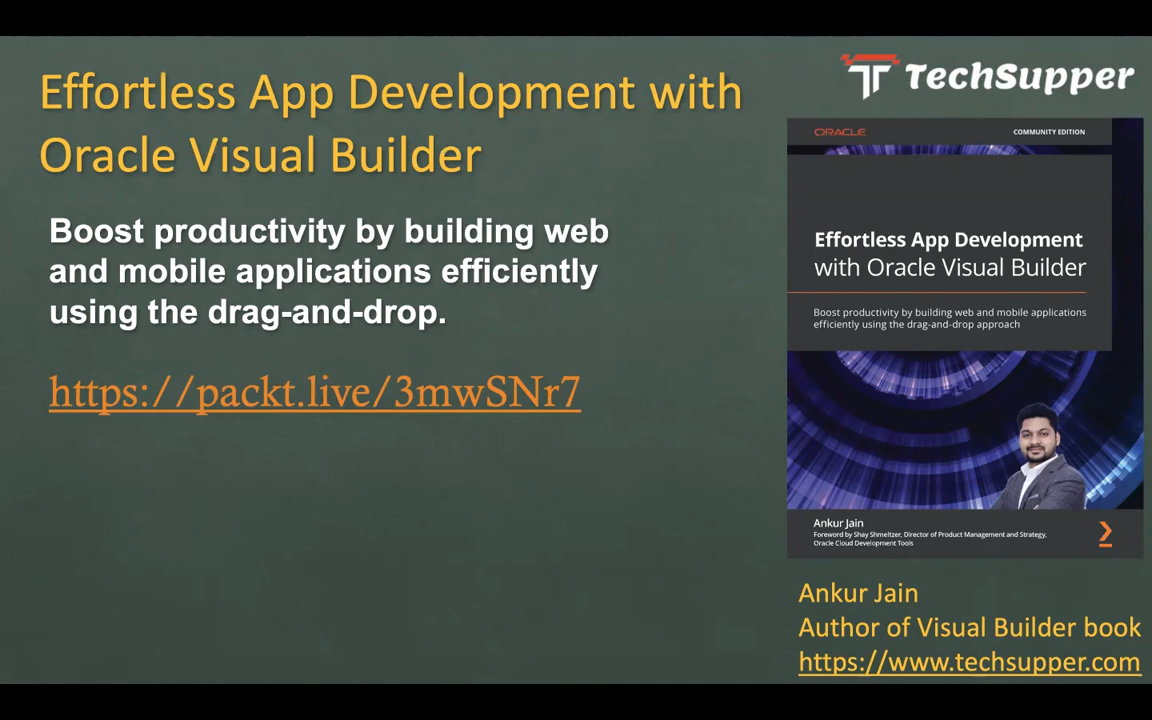 Effortless App Development with
Oracle Visual Builder
Boost productivity by building web
and mobile applications efficiently
using the drag-and-drop.
https://packt.live/3mwSNr7
TechSupper
ORACLE
COMMUNITY EDITION
Effortless App Development
with Oracle Visual Builder
Boost productivity by building web and mobile applications
efficiently using the drag-and-drop approach
Ankur Jain
Foreword by Shay Shmeltzer, Director of Product Management and Strategy,
Oracle Cloud Development Tools
Ankur Jain
Author of Visual Builder book
https://www.techsupper.com